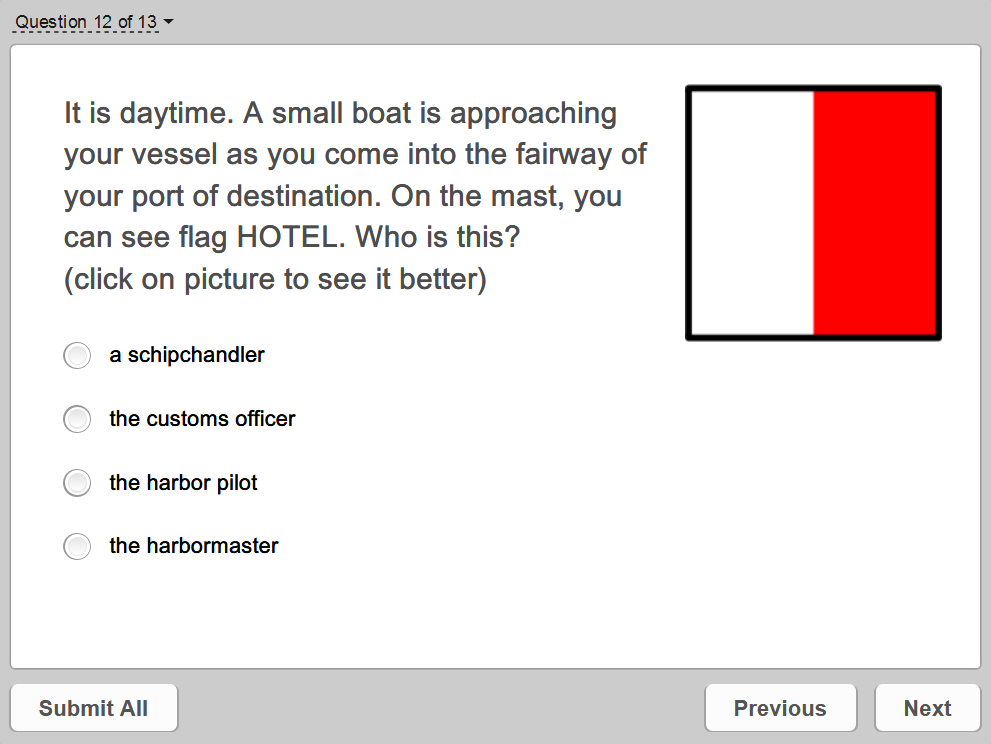 Question 12 of 13
It is daytime. A small boat is approaching
your vessel as you come into the fairway of
your port of destination. On the mast, you
can see flag HOTEL. Who is this?
(click on picture to see it better)
a schipchandler
the customs officer
the harbor pilot
the harbormaster
Submit All
Previous
Next